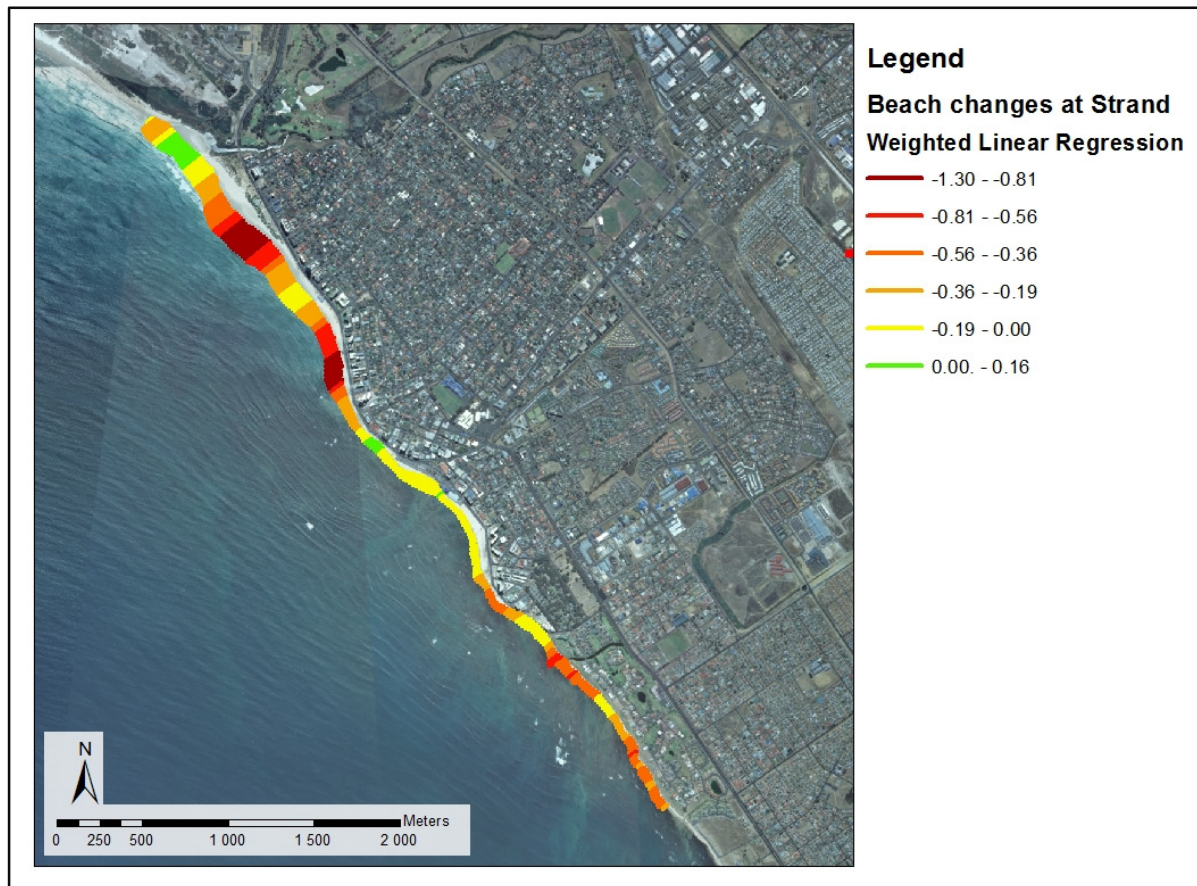 Legend
Beach changes at Strand
Weighted Linear Regression
-1.30 - -0.81
-0.81 - -0.56
-0.56 - -0.36
-0.36 - -0.19
-0.19 - 0.00
0.00. - 0.16
N
Meters
0 250 500 1 000 1 500 2 000